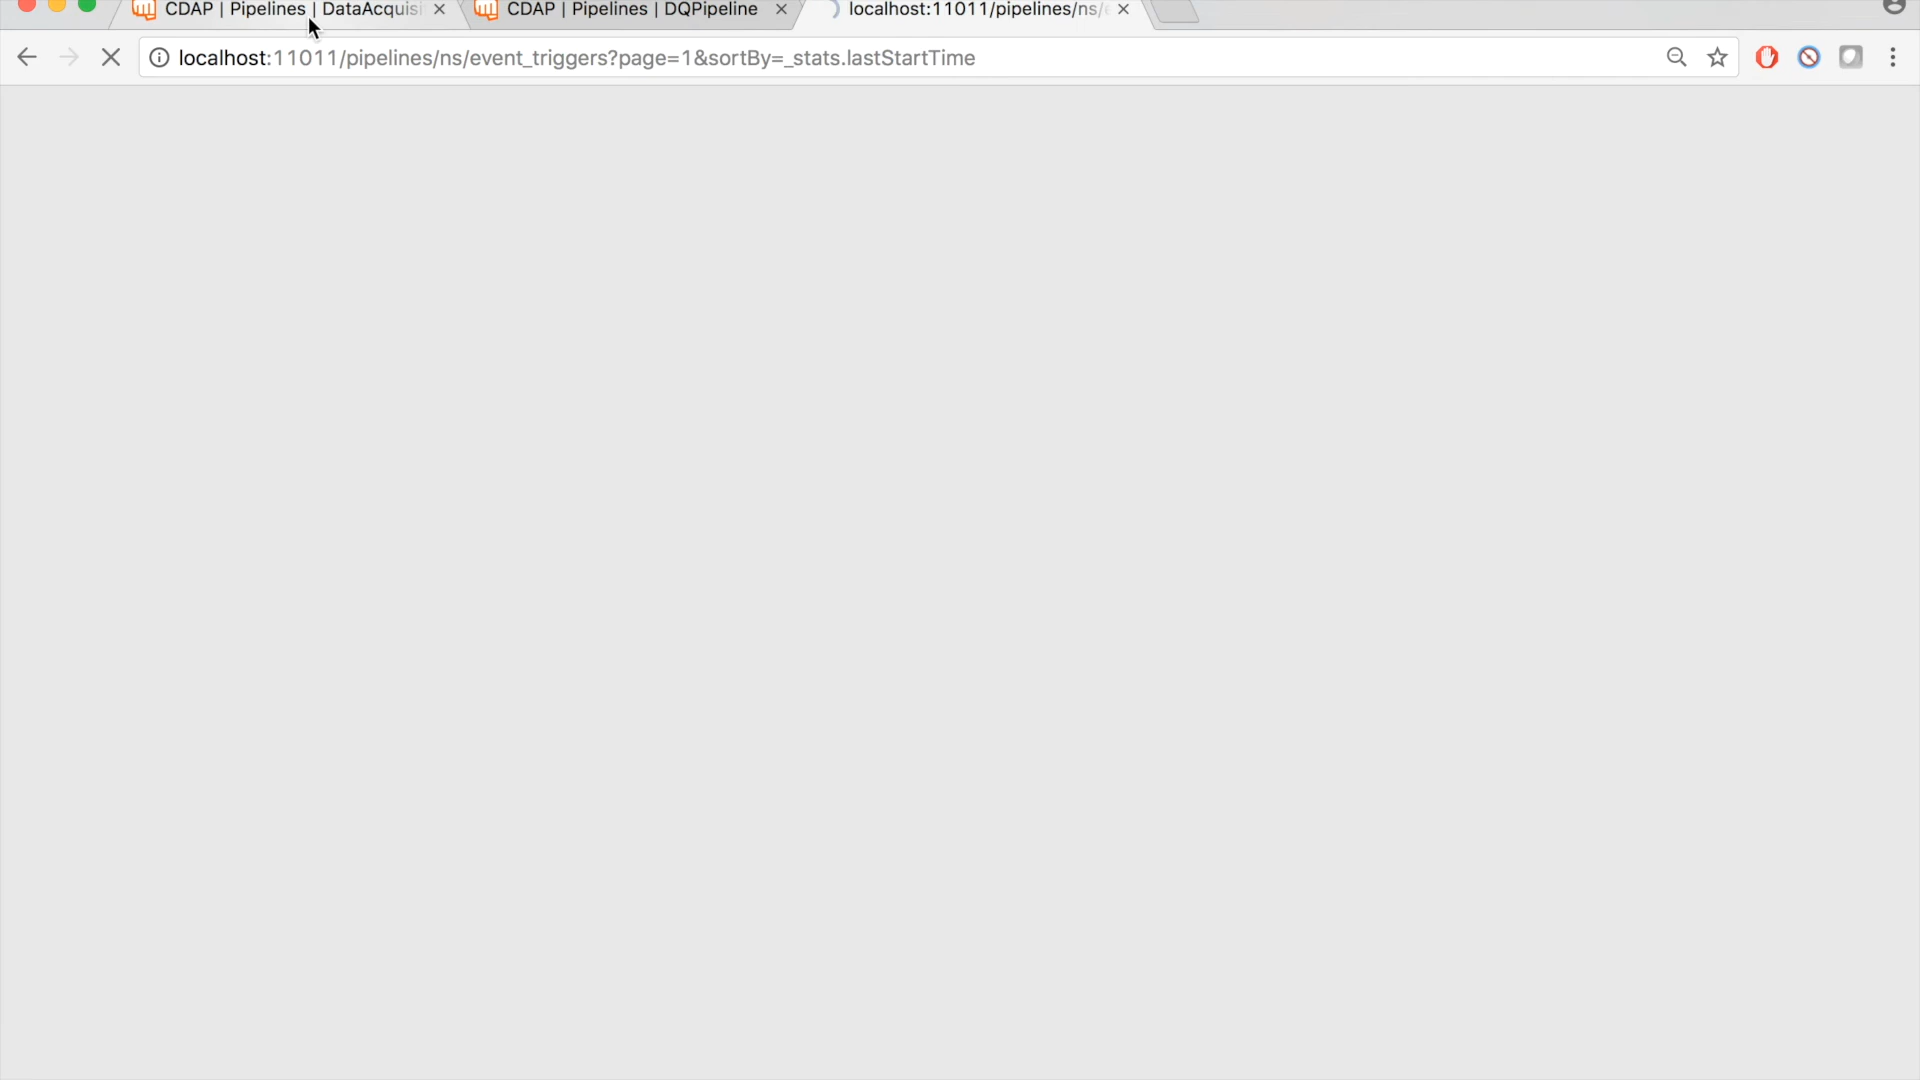 CDAP | Pipelines | DataAcquisi
CDAP | Pipelines | DQPipeline
localhost:11011/pipelines/ns/e
localhost:11011/pipelines/ns/event_triggers?page=1&sortBy=_stats.lastStartTime